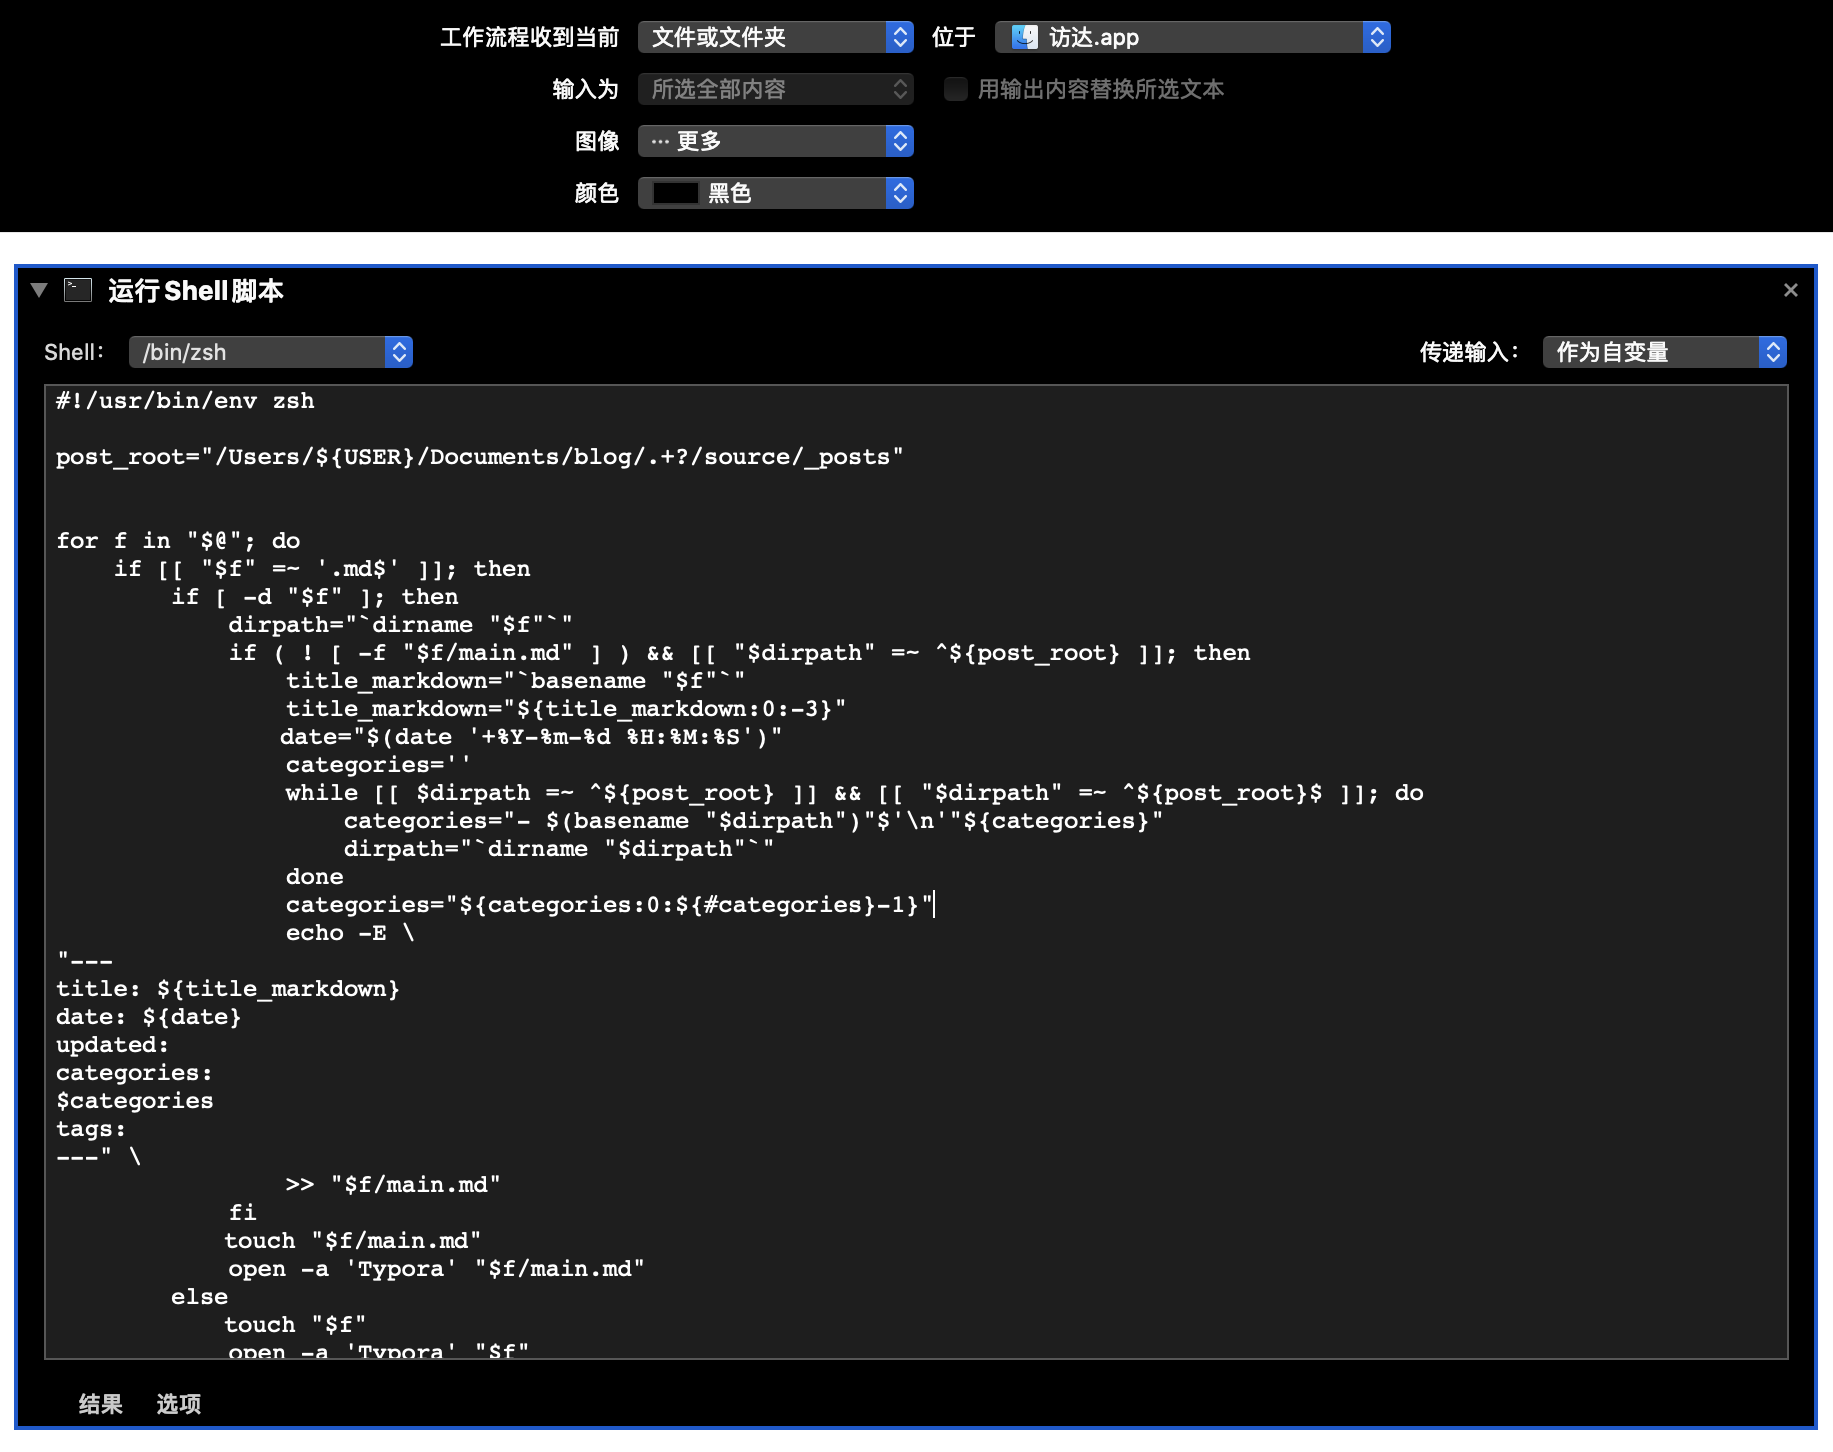 工作流程收到当前 文件或文件夹 位于 访达.app
输入为 所选全部内容 用输出内容替换所选文本
图像 ··· 更多
颜色 黑色
运行Shell脚本
Shell: /bin/zsh 传递输入： 作为自变量
#!/usr/bin/env zsh
post_root="/Users/${USER}/Documents/blog/.+?/source/_posts"
for f in "$@"; do
    if [[ "$f" =~ '.md$' ]]; then
        if [ -d "$f" ]; then
            dirpath="`dirname "$f"`"
            if ( ! [ -f "$f/main.md" ] ) && [[ "$dirpath" =~ ^${post_root} ]]; then
                title_markdown="`basename "$f"`"
                title_markdown="${title_markdown:0:-3}"
                date="$(date '+%Y-%m-%d %H:%M:%S')"
                categories=''
                while [[ $dirpath =~ ^${post_root} ]] && [[ "$dirpath" =~ ^${post_root}$ ]]; do
                    categories="- $(basename "$dirpath")"$'\n'"${categories}"
                    dirpath="`dirname "$dirpath"`"
                done
                categories="${categories:0:${#categories}-1}"
                echo -E \
"---
title: ${title_markdown}
date: ${date}
updated:
categories:
$categories
tags:
---" \
                >> "$f/main.md"
            fi
            touch "$f/main.md"
            open -a 'Typora' "$f/main.md"
        else
            touch "$f"
            open -a 'Typora' "$f"
结果 选项